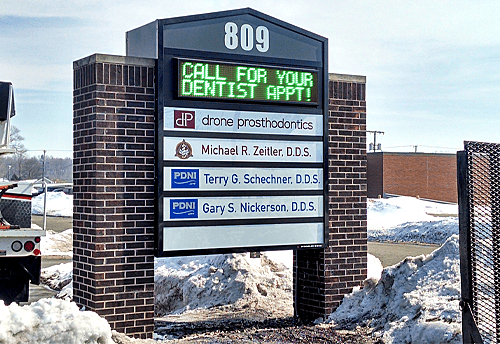 809
CALL FOR YOUR
DENTIST APPT!
dP drone prosthodontics
Michael R. Zeitler, D.D.S.
PDNI Terry G. Schechner, D.D.S.
PDNI Gary S. Nickerson, D.D.S.